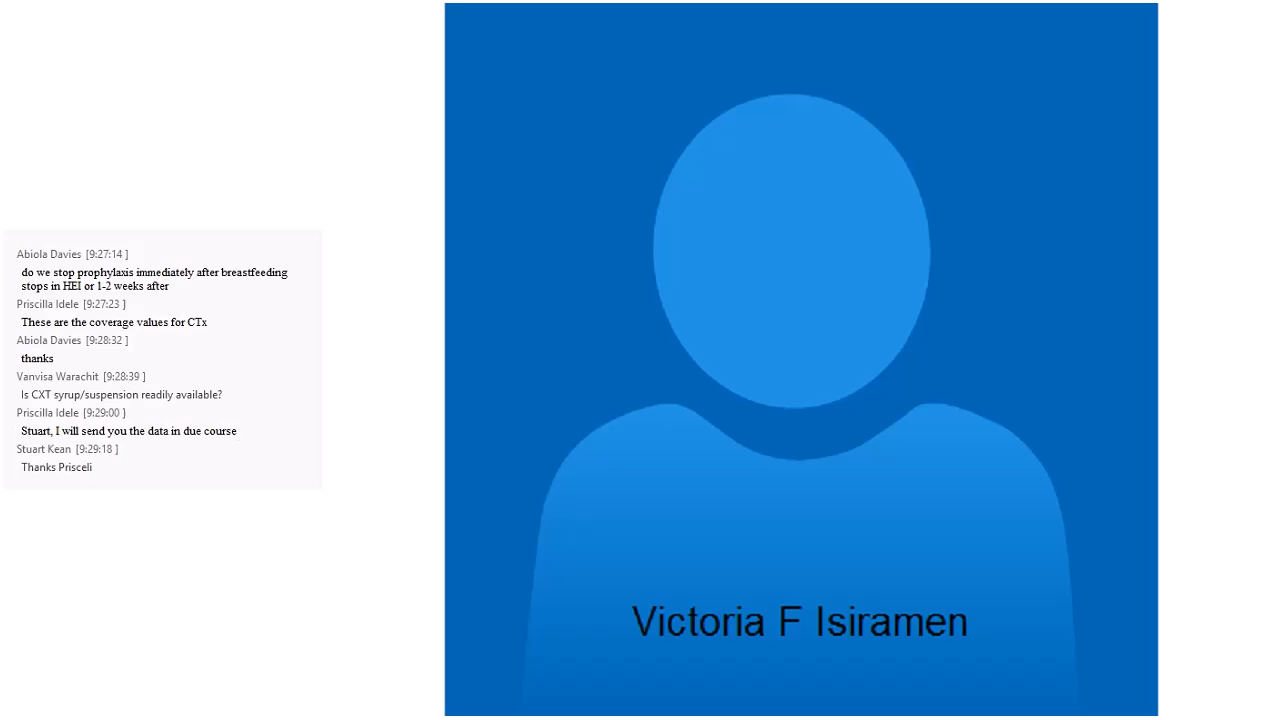 Abiola Davies [9:27:14 ]
do we stop prophylaxis immediately after breastfeeding
stops in HEI or 1-2 weeks after
Priscilla Idele [9:27:23 ]
These are the coverage values for CTx
Abiola Davies [9:28:32 ]
thanks
Vanvisa Warachit [9:28:39 ]
Is CXT syrup/suspension readily available?
Priscilla Idele [9:29:00 ]
Stuart, I will send you the data in due course
Stuart Kean [9:29:18 ]
Thanks Prisceli
Victoria F Isiramen